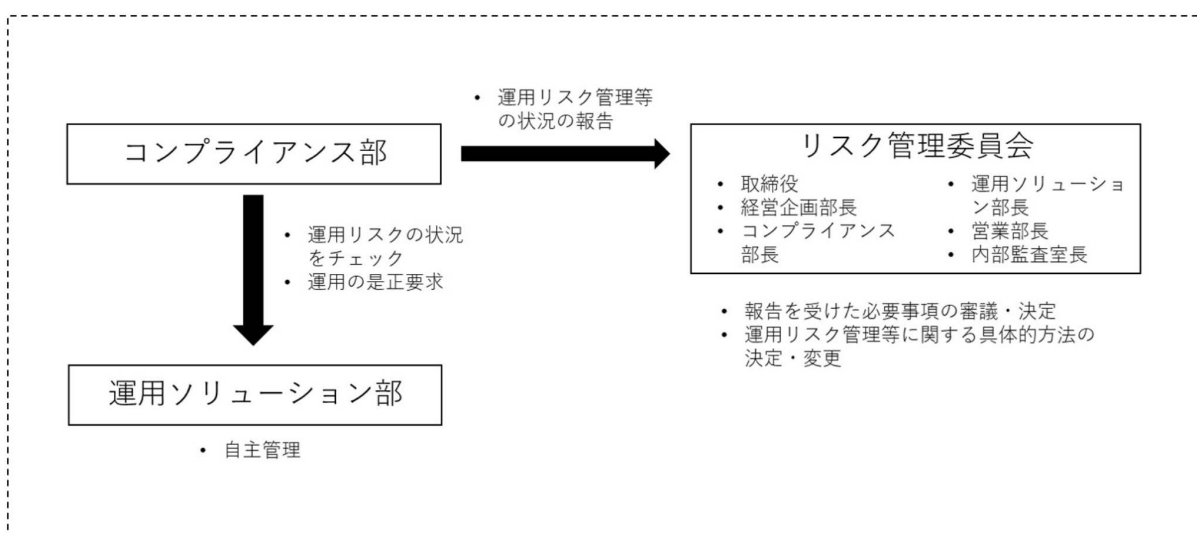 コンプライアンス部
• 運用リスク管理等
の状況の報告
リスク管理委員会
• 取締役
• 経営企画部長
• コンプライアンス
部長
• 運用ソリューショ
ン部長
• 営業部長
• 内部監査室長
• 運用リスクの状況
をチェック
• 運用の是正要求
• 報告を受けた必要事項の審議・決定
• 運用リスク管理等に関する具体的方法の
決定・変更
運用ソリューション部
• 自主管理